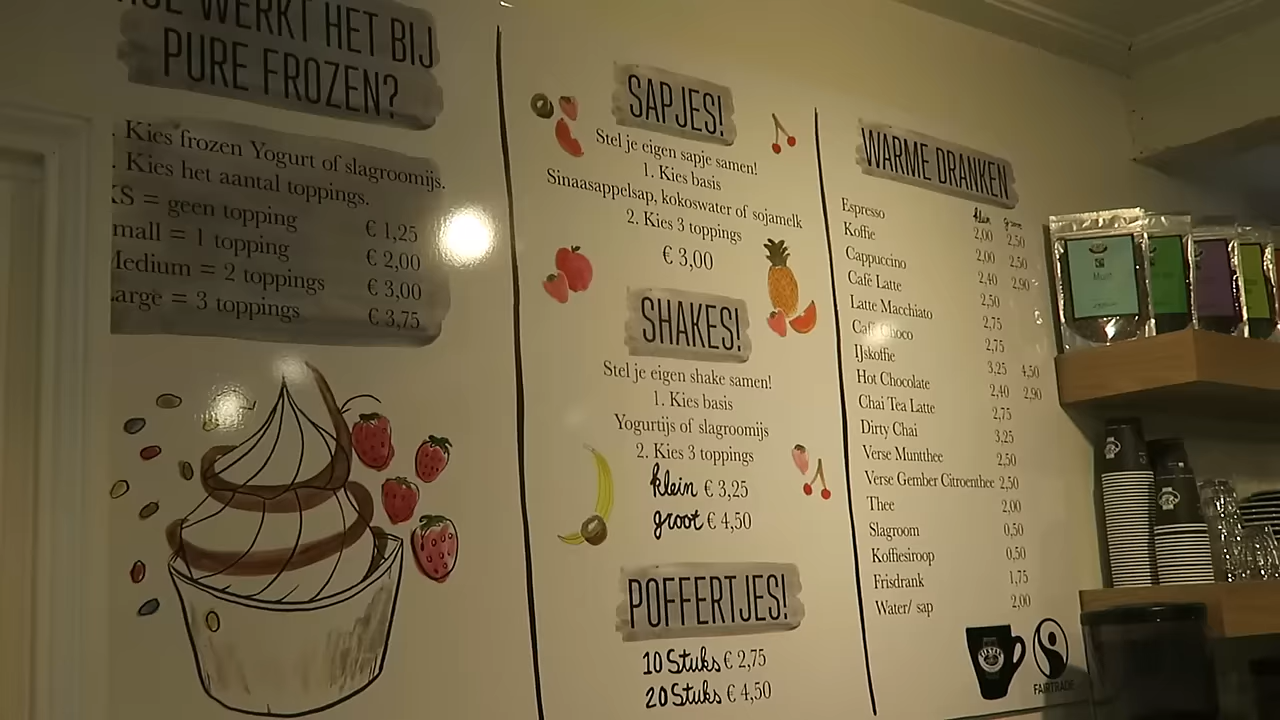 WERKT HET BIJ
PURE FROZEN?
. Kies frozen Yogurt of slagroomijs.
. Kies het aantal toppings.
XS = geen topping € 1,25
mall = 1 topping € 2,00
Medium = 2 toppings € 3,00
arge = 3 toppings € 3,75
SAPJES!
Stel je eigen sapje samen!
1. Kies basis
Sinaasappelsap, kokoswater of sojamelk
2. Kies 3 toppings
€ 3,00
SHAKES!
Stel je eigen shake samen!
1. Kies basis
Yogurtijs of slagroomijs
2. Kies 3 toppings
klein € 3,25
groot € 4,50
POFFERTJES!
10 Stuks € 2,75
20 Stuks € 4,50
WARME DRANKEN
klein groot
Espresso 2,00 2,50
Koffie 2,00 2,50
Cappuccino 2,40 2,90
Café Latte 2,50
Latte Macchiato 2,75
Café Choco 2,75
IJskoffie 3,25 4,50
Hot Chocolate 2,40 2,90
Chai Tea Latte 2,75
Dirty Chai 3,25
Verse Muntthee 2,50
Verse Gember Citroenthee 2,50
Thee 2,00
Slagroom 0,50
Koffiesiroop 0,50
Frisdrank 1,75
Water/ sap 2,00
FAIRTRADE